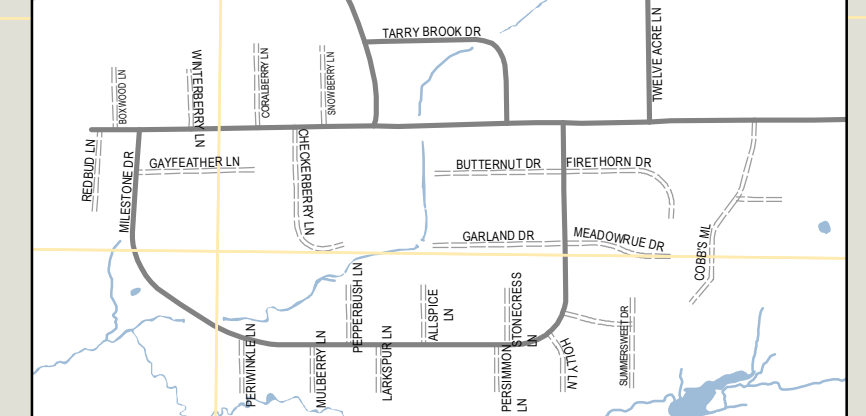 TARRY BROOK DR
TWELVE ACRE LN
BOXWOOD LN
WINTERBERRY LN
CORALBERRY LN
SNOWBERRY LN
REDBUD LN
MILESTONE DR
GAYFEATHER LN
CHECKERBERRY LN
BUTTERNUT DR
FIRETHORN DR
GARLAND DR
MEADOWRUE DR
COBB'S ML
PEPPERBUSH LN
ALLSPICE
LN
STONECRESS
LN
PERIWINKLE LN
MULBERRY LN
LARKSPUR LN
PERSIMMON
LN
HOLLY LN
SUMMERSWEET DR